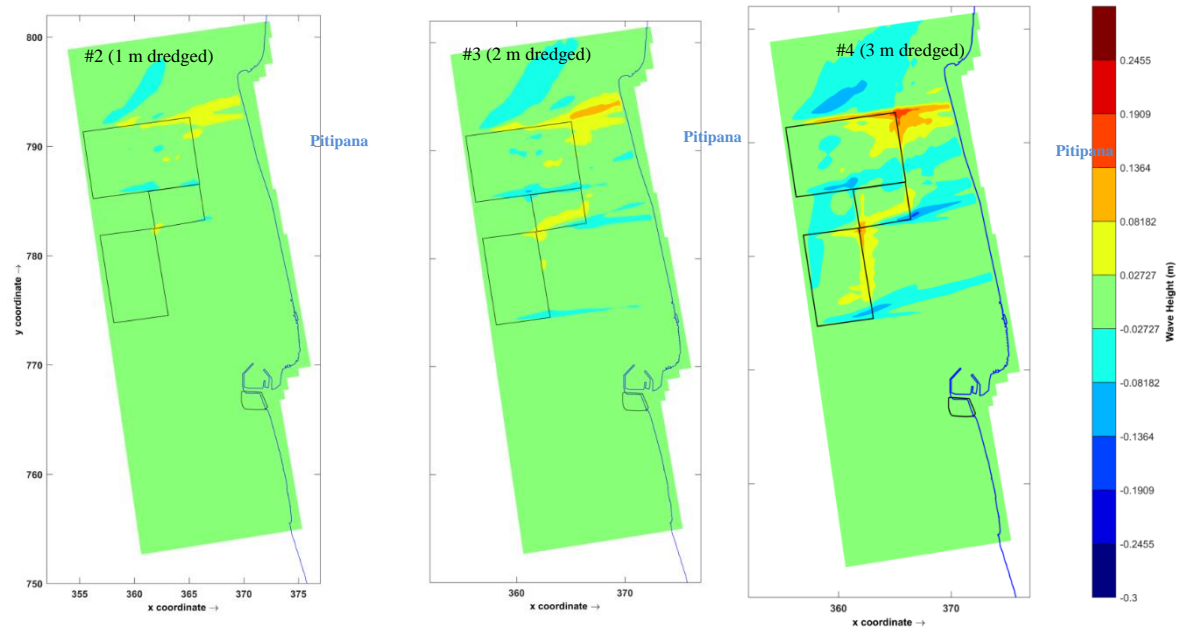 #2 (1 m dredged)
Pitipana
800
790
780
770
760
750
355
360
365
370
375
y coordinate →
x coordinate →
#3 (2 m dredged)
Pitipana
360
370
x coordinate →
#4 (3 m dredged)
Pitipana
360
370
x coordinate →
0.2455
0.1909
0.1364
0.08182
0.02727
-0.02727
-0.08182
-0.1364
-0.1909
-0.2455
-0.3
Wave Height (m)